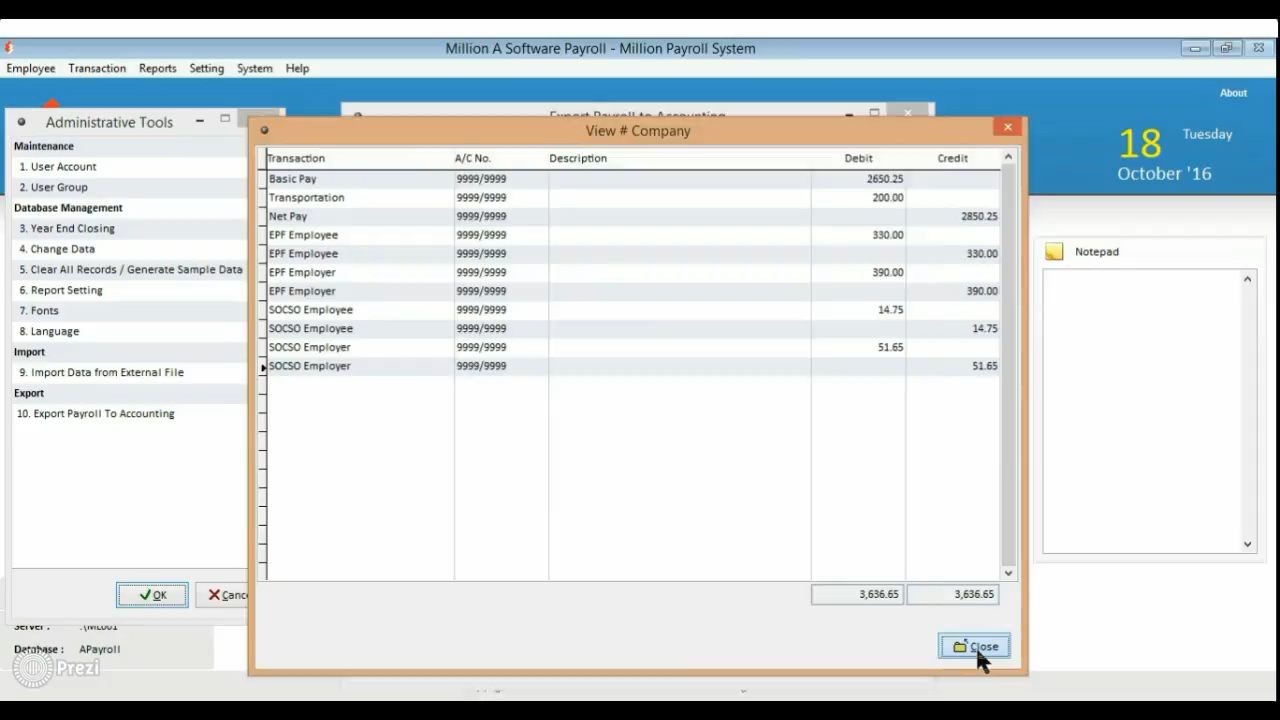 Million A Software Payroll - Million Payroll System
Employee Transaction Reports Setting System Help
About
18 Tuesday
October '16
Notepad
Administrative Tools
Maintenance
1. User Account
2. User Group
Database Management
3. Year End Closing
4. Change Data
5. Clear All Records / Generate Sample Data
6. Report Setting
7. Fonts
8. Language
Import
9. Import Data from External File
Export
10. Export Payroll To Accounting
OK Cance
Server : .\ML001
Database : APayroll
Prezi
Export Payroll to Accounting
View # Company
Transaction A/C No. Description Debit Credit
Basic Pay 9999/9999 2650.25
Transportation 9999/9999 200.00
Net Pay 9999/9999 2850.25
EPF Employee 9999/9999 330.00
EPF Employee 9999/9999 330.00
EPF Employer 9999/9999 390.00
EPF Employer 9999/9999 390.00
SOCSO Employee 9999/9999 14.75
SOCSO Employee 9999/9999 14.75
SOCSO Employer 9999/9999 51.65
SOCSO Employer 9999/9999 51.65
3,636.65 3,636.65
Close